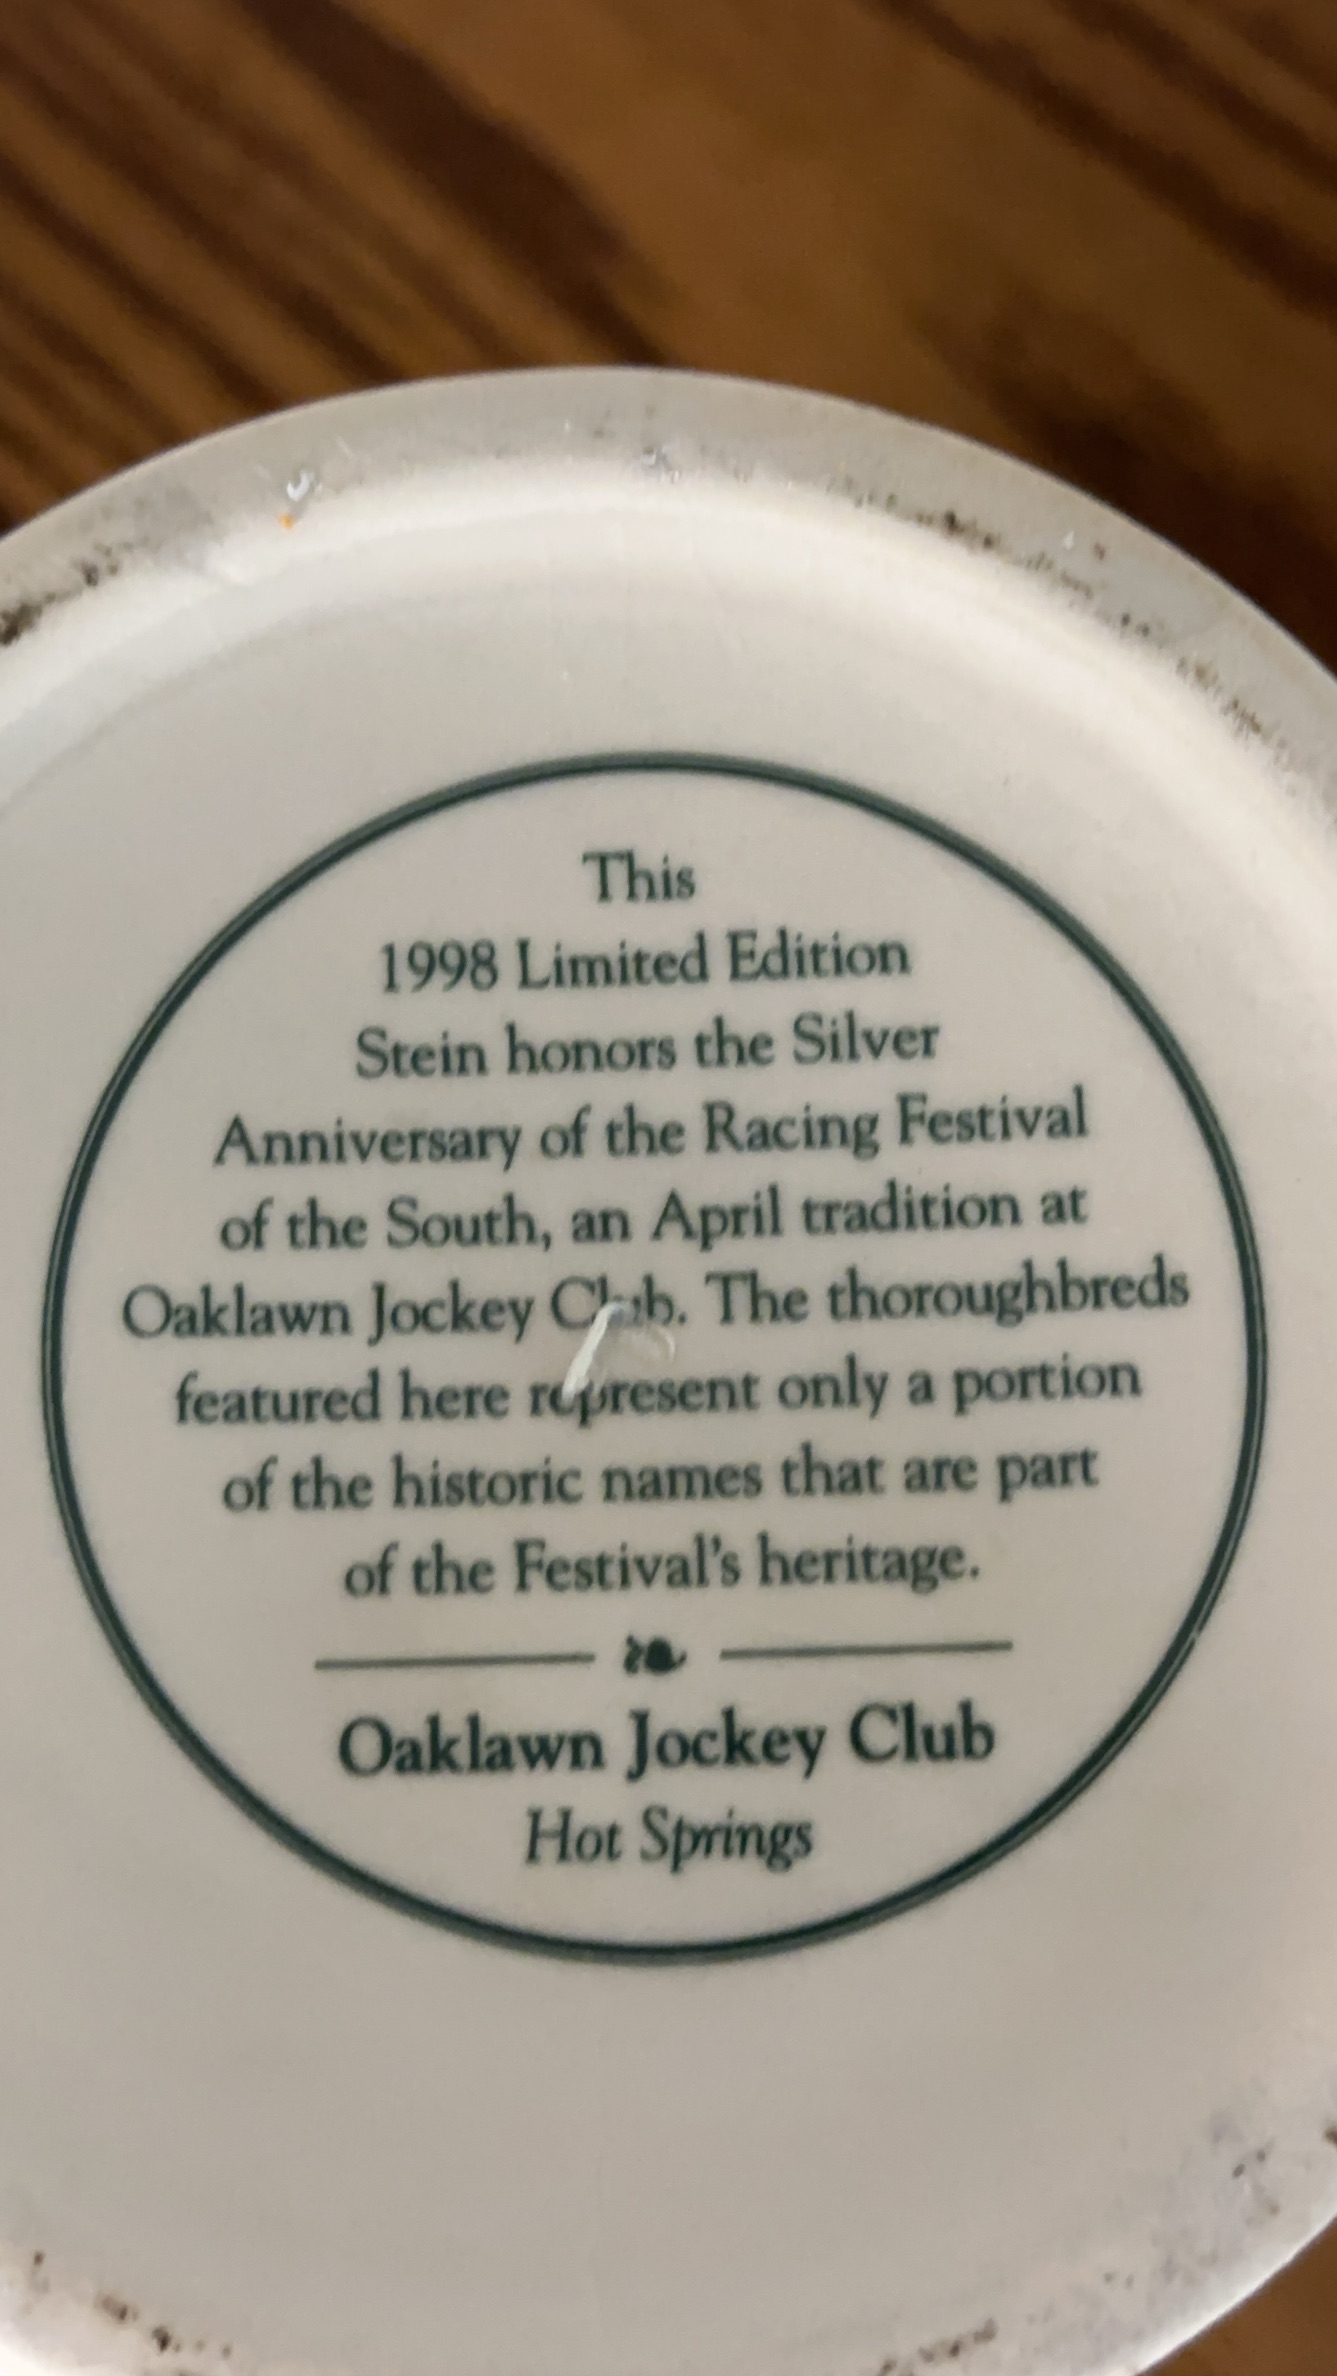 This
1998 Limited Edition
Stein honors the Silver
Anniversary of the Racing Festival
of the South, an April tradition at
Oaklawn Jockey Club. The thoroughbreds
featured here represent only a portion
of the historic names that are part
of the Festival's heritage.
Oaklawn Jockey Club
Hot Springs